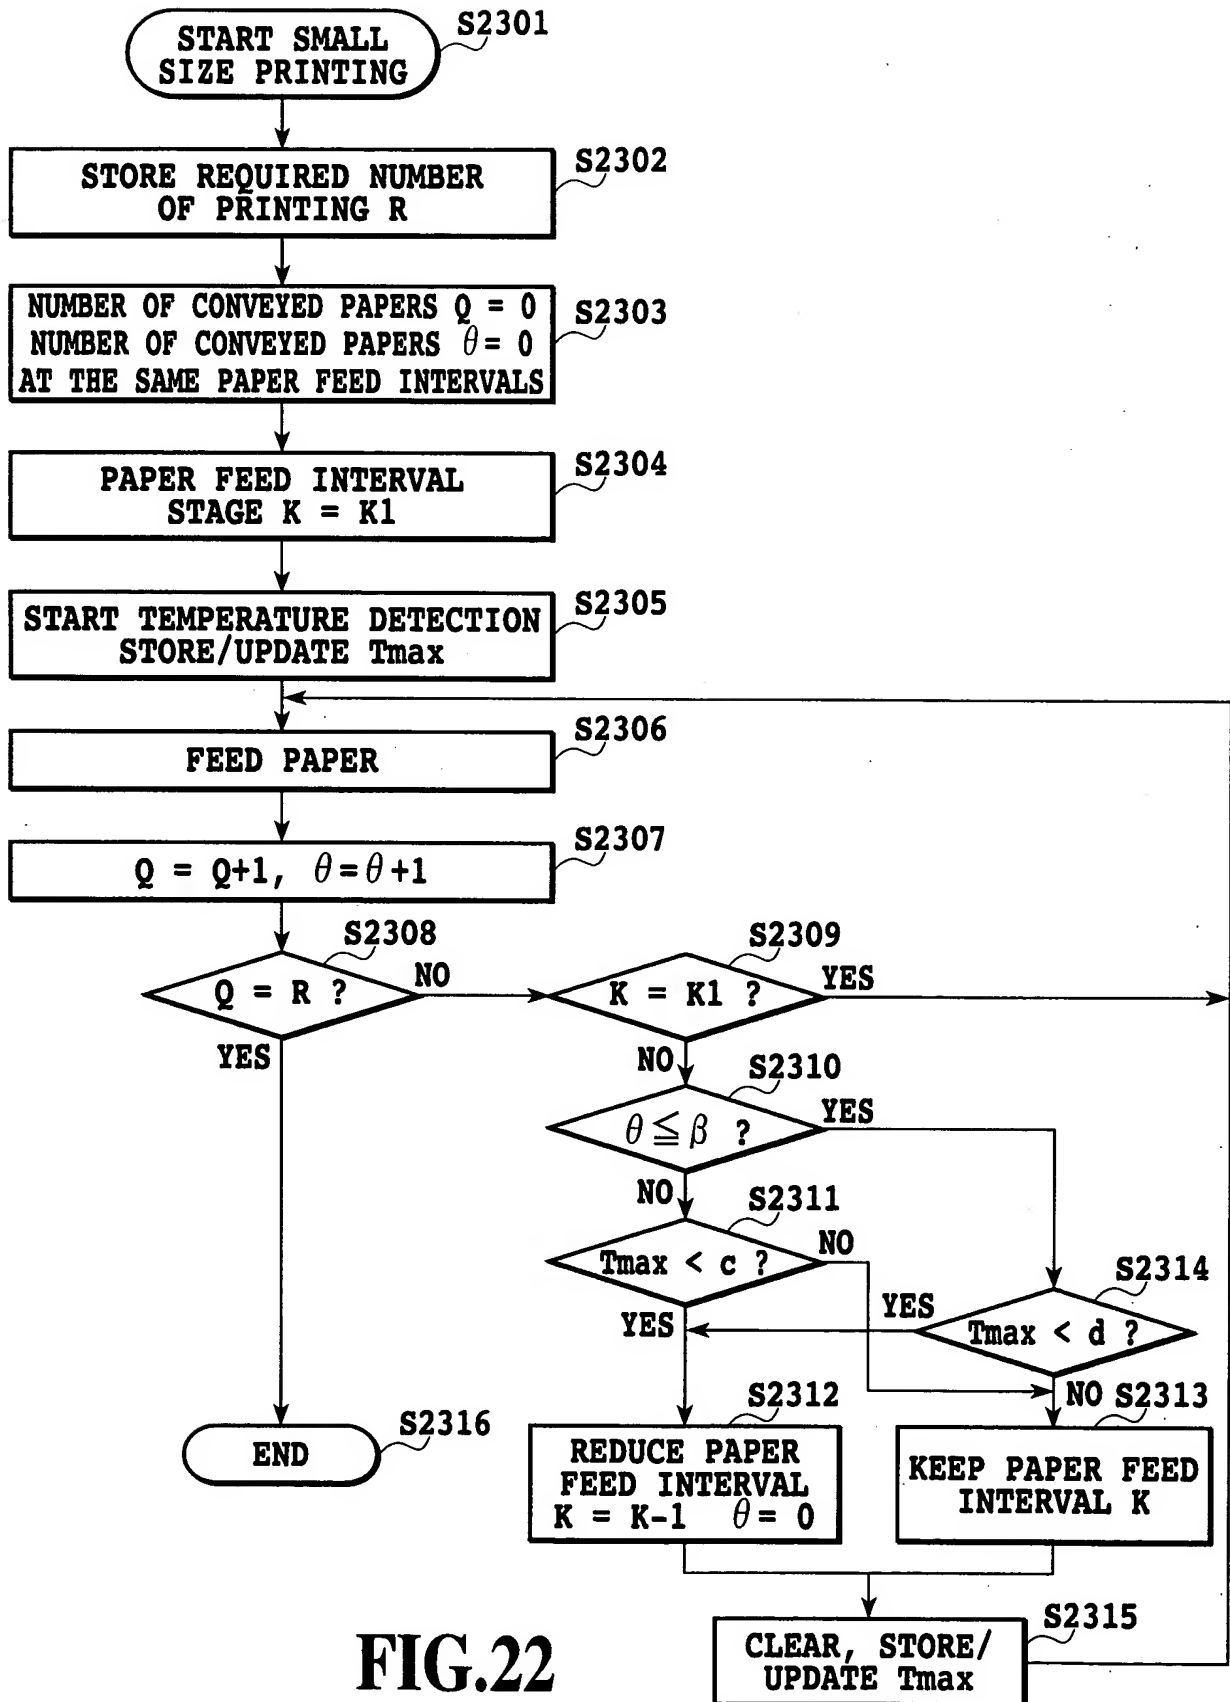 START SMALL
SIZE PRINTING
S2301
STORE REQUIRED NUMBER
OF PRINTING R
S2302
NUMBER OF CONVEYED PAPERS Q = 0
NUMBER OF CONVEYED PAPERS θ = 0
AT THE SAME PAPER FEED INTERVALS
S2303
PAPER FEED INTERVAL
STAGE K = K1
S2304
START TEMPERATURE DETECTION
STORE/UPDATE Tmax
S2305
FEED PAPER
S2306
Q = Q+1, θ = θ +1
S2307
Q = R ?
S2308
NO
YES
K = K1 ?
S2309
YES
NO
θ ≦ β ?
S2310
YES
NO
Tmax < c ?
S2311
NO
YES
Tmax < d ?
S2314
YES
NO
REDUCE PAPER
FEED INTERVAL
K = K-1 θ = 0
S2312
KEEP PAPER FEED
INTERVAL K
S2313
END
S2316
CLEAR, STORE/
UPDATE Tmax
S2315
FIG.22